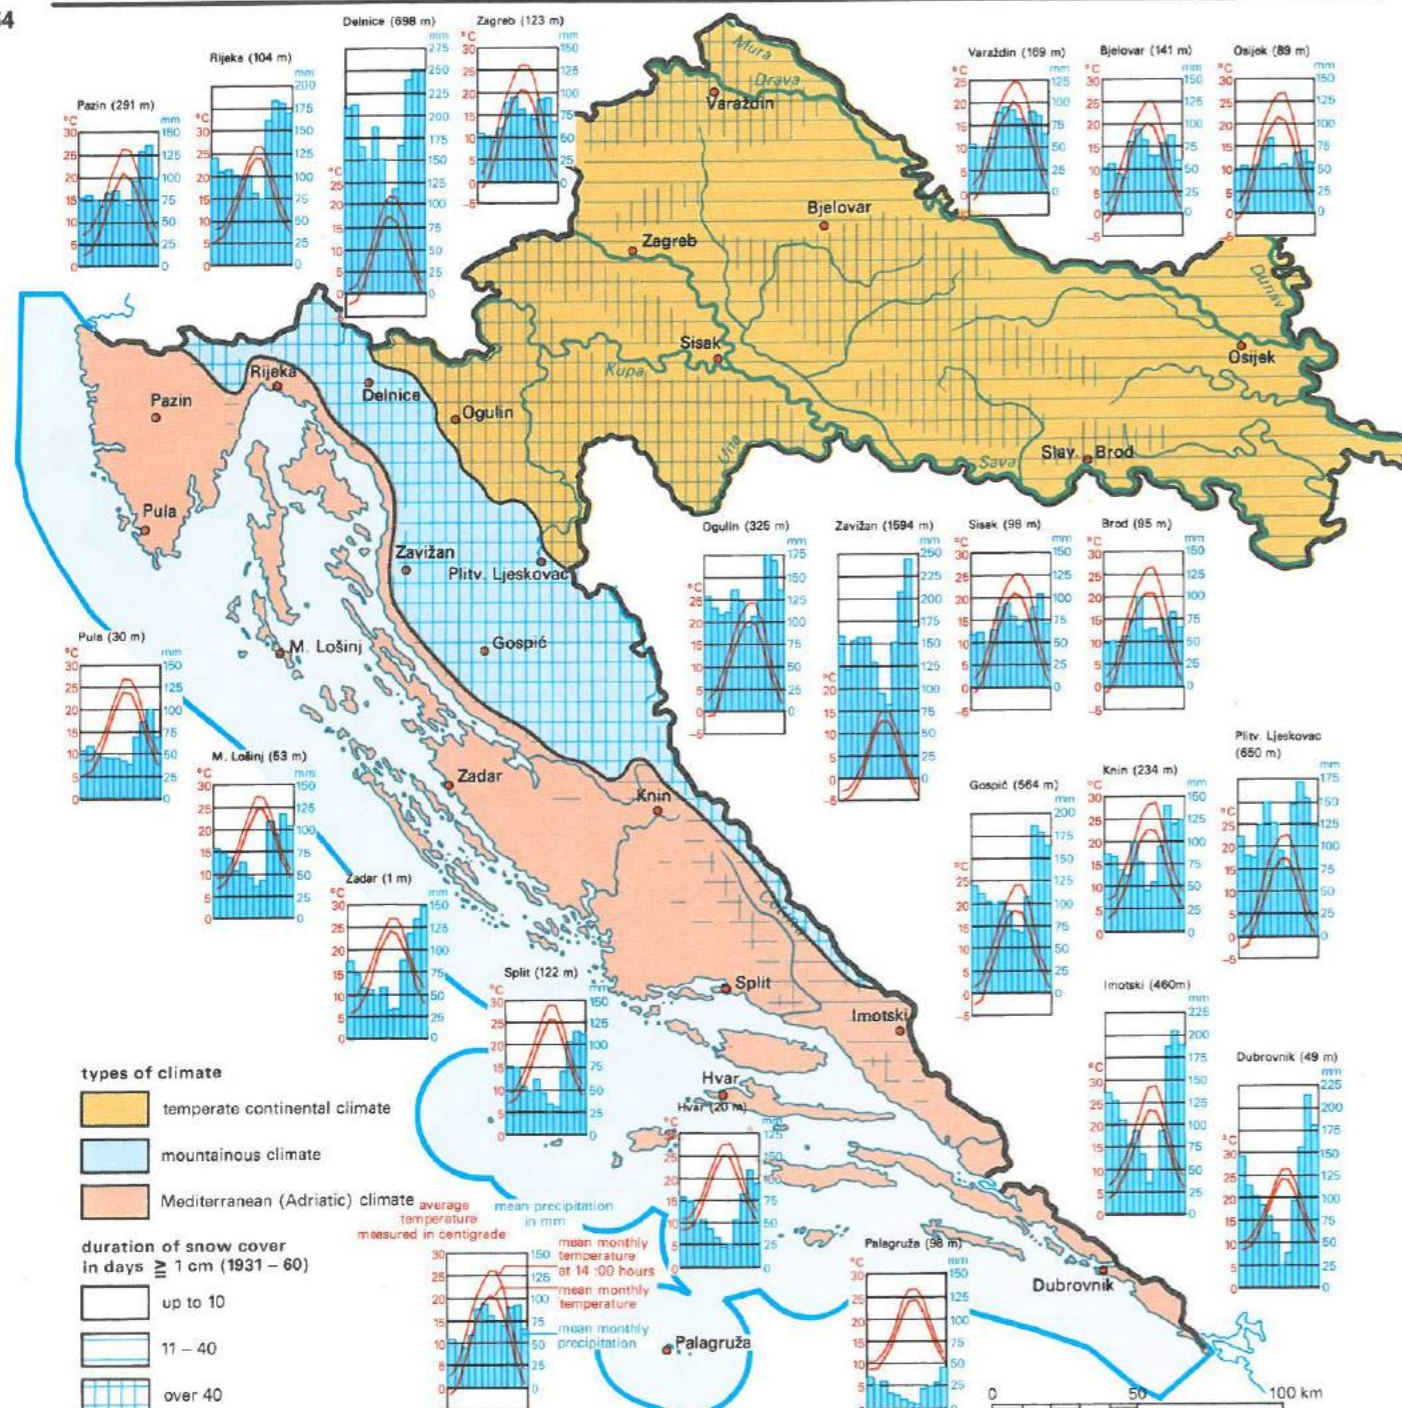 54
Delnice (698 m)
Zagreb (123 m)
Rijeka (104 m)
Pazin (291 m)
Varaždin (169 m)
Bjelovar (141 m)
Osijek (89 m)
Mura
Drava
Varaždin
Bjelovar
Zagreb
Dunav
Sisak
Osijek
Kupa
Rijeka
Delnice
Pazin
Ogulin
Una
Sava
Slav. Brod
Pula
Zavižan
Plitv. Ljeskovac
Gospić
M. Lošinj
Ogulin (325 m)
Zavižan (1594 m)
Sisak (98 m)
Brod (95 m)
Pula (30 m)
M. Lošinj (53 m)
Zadar
Knin
Gospić (564 m)
Knin (234 m)
Plitv. Ljeskovac
(650 m)
Zadar (1 m)
Cetina
Split (122 m)
Split
Imotski
Imotski (460m)
Dubrovnik (49 m)
Hvar
Hvar (20 m)
Palagruža (98 m)
Dubrovnik
Palagruža
types of climate
temperate continental climate
mountainous climate
Mediterranean (Adriatic) climate
duration of snow cover
in days ≧ 1 cm (1931 – 60)
up to 10
11 – 40
over 40
average
temperature
measured in centigrade
mean precipitation
in mm
mean monthly
temperature
at 14 :00 hours
mean monthly
temperature
mean monthly
precipitation
0 50 100 km